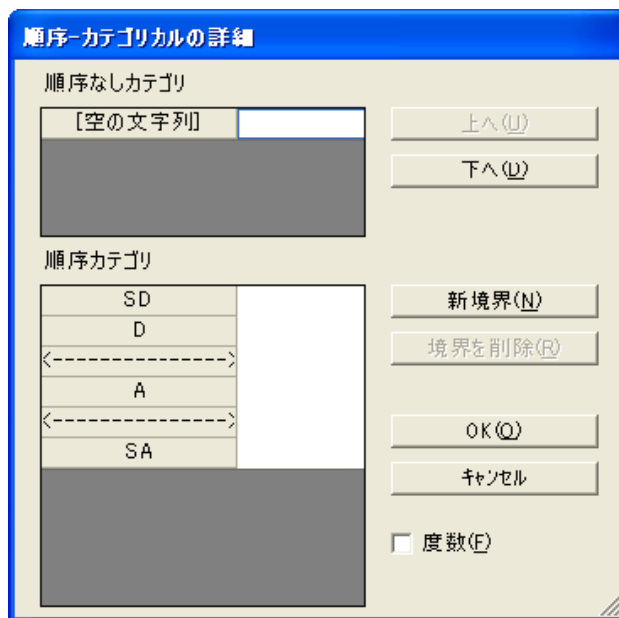 順序-カテゴリカルの詳細
順序なしカテゴリ
[空の文字列]
上へ(U)
下へ(D)
順序カテゴリ
SD
D
<--------------->
A
<--------------->
SA
新境界(N)
境界を削除(R)
OK(O)
キャンセル
度数(F)